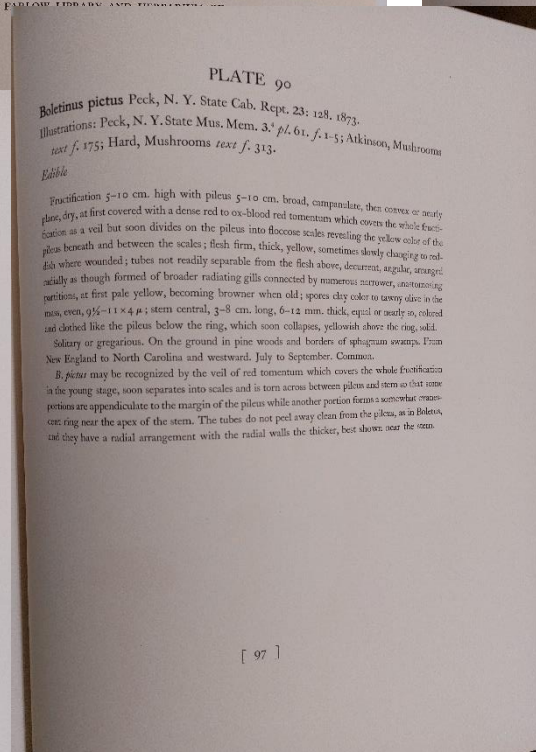 FARLOW LIBRARY AND HERBARIUM OF
PLATE 90
Boletinus pictus Peck, N. Y. State Cab. Rept. 23: 128. 1873.
Illustrations: Peck, N. Y. State Mus. Mem. 3.⁴ pl. 61. f. 1-5; Atkinson, Mushrooms
text f. 175; Hard, Mushrooms text f. 313.
Edible
Fructification 5–10 cm. high with pileus 5–10 cm. broad, campanulate, then convex or nearly
plane, dry, at first covered with a dense red to ox-blood red tomentum which covers the whole fructi-
fication as a veil but soon divides on the pileus into floccose scales revealing the yellow color of the
pileus beneath and between the scales; flesh firm, thick, yellow, sometimes slowly changing to red-
dish where wounded; tubes not readily separable from the flesh above, decurrent, angular, arranged
radially as though formed of broader radiating gills connected by numerous narrower, anastomosing
partitions, at first pale yellow, becoming browner when old; spores clay color to tawny olive in the
mass, even, 9½–11 x 4 μ; stem central, 3–8 cm. long, 6–12 mm. thick, equal or nearly so, colored
and clothed like the pileus below the ring, which soon collapses, yellowish above the ring, solid.
Solitary or gregarious. On the ground in pine woods and borders of sphagnum swamps. From
New England to North Carolina and westward. July to September. Common.
B. pictus may be recognized by the veil of red tomentum which covers the whole fructification
in the young stage, soon separates into scales and is torn across between pileus and stem so that some
portions are appendiculate to the margin of the pileus while another portion forms a somewhat evanes-
cent ring near the apex of the stem. The tubes do not peel away clean from the pileus, as in Boletus,
and they have a radial arrangement with the radial walls the thicker, best shown near the stem.
[ 97 ]